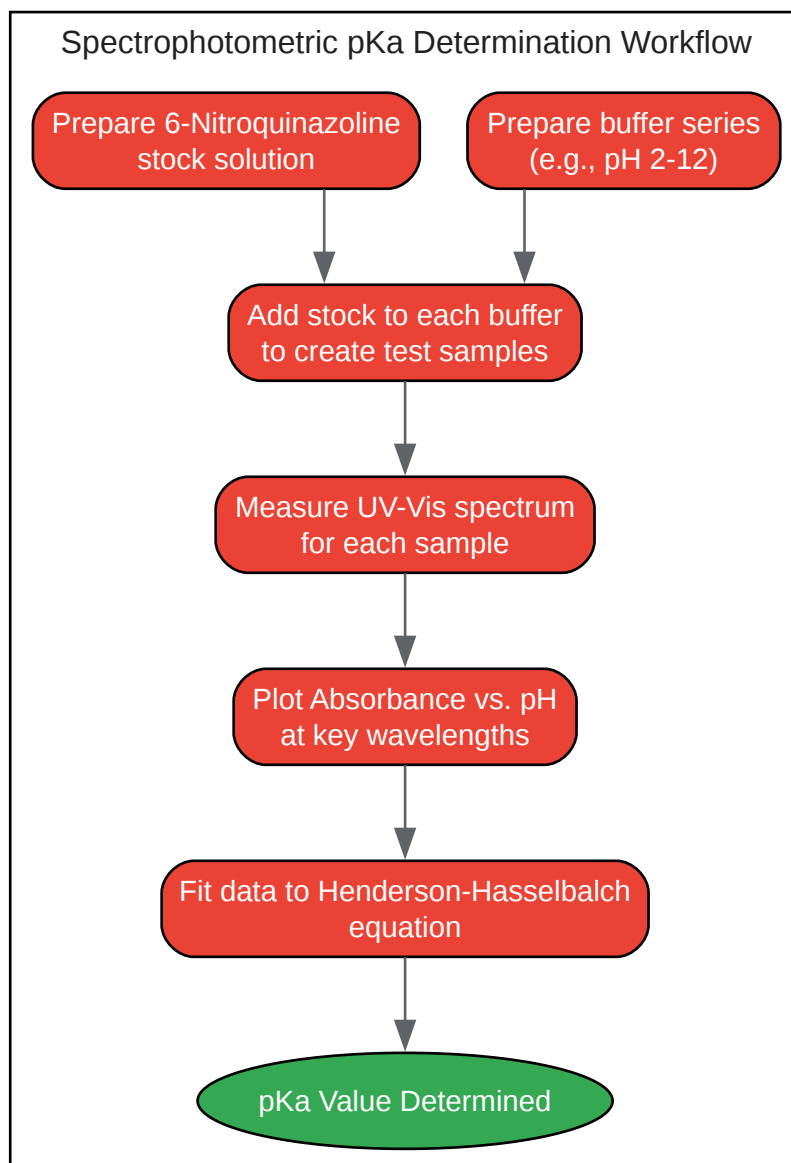 Spectrophotometric pKa Determination Workflow
Prepare 6-Nitroquinazoline
stock solution
Prepare buffer series
(e.g., pH 2-12)
Add stock to each buffer
to create test samples
Measure UV-Vis spectrum
for each sample
Plot Absorbance vs. pH
at key wavelengths
Fit data to Henderson-Hasselbalch
equation
pKa Value Determined